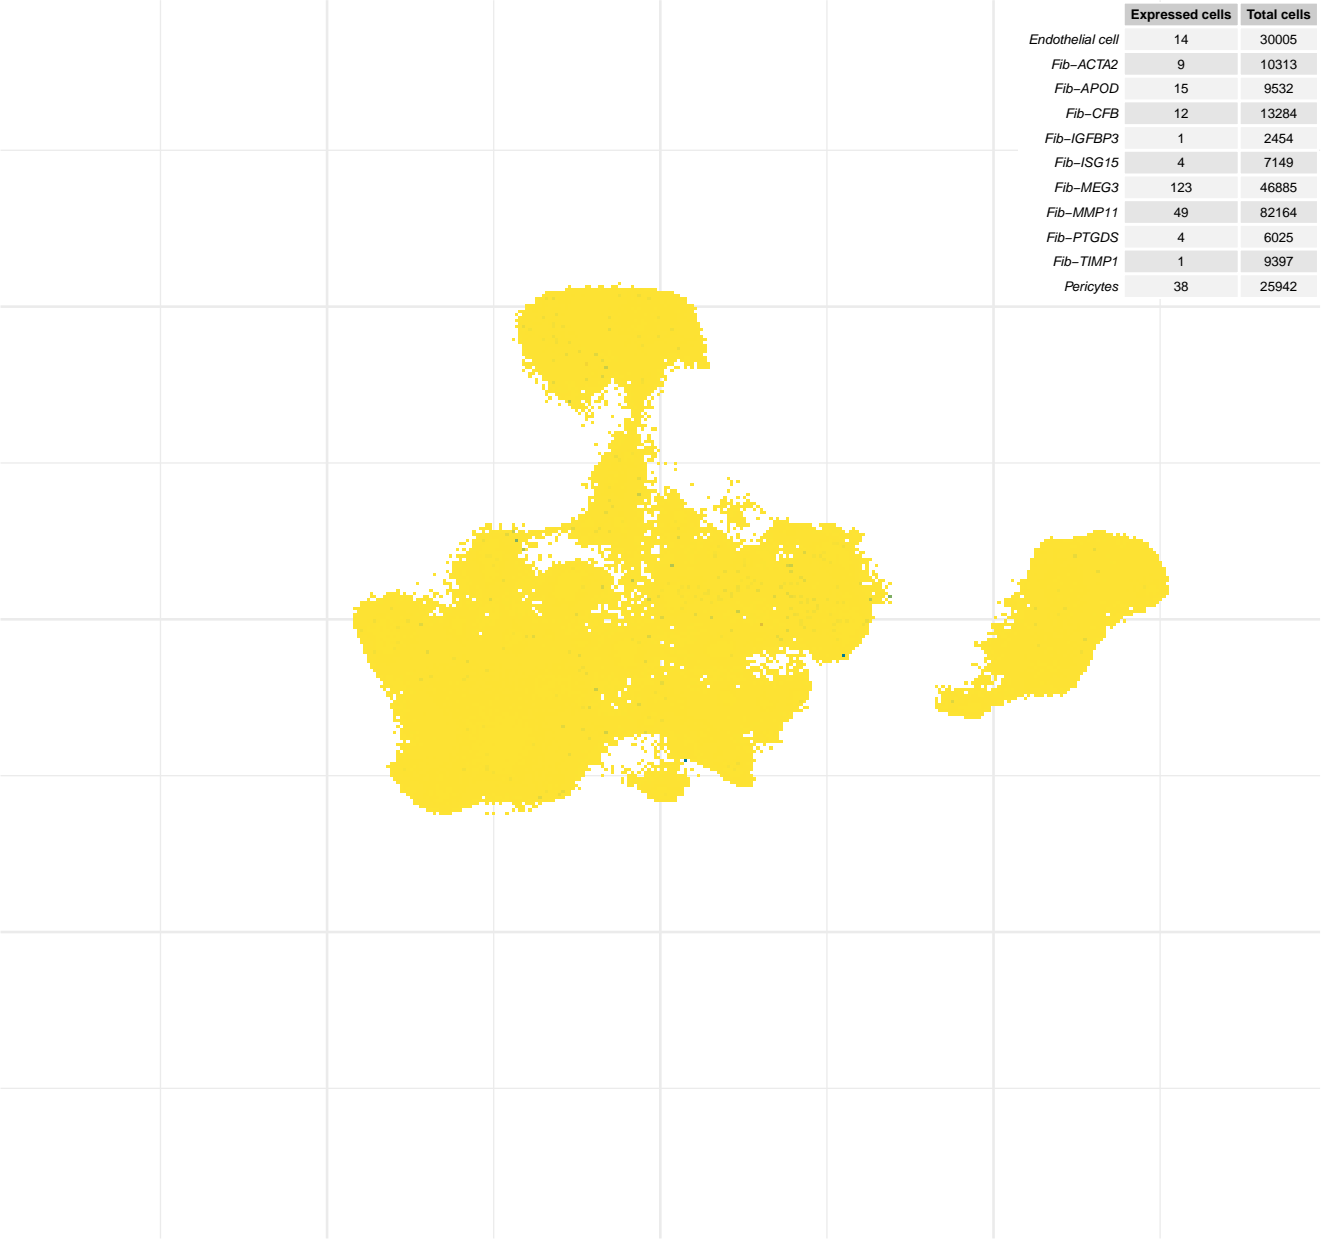 Expressed cells Total cells
Endothelial cell 14 30005
Fib−ACTA2 9 10313
Fib−APOD 15 9532
Fib−CFB 12 13284
Fib−IGFBP3 1 2454
Fib−ISG15 4 7149
Fib−MEG3 123 46885
Fib−MMP11 49 82164
Fib−PTGDS 4 6025
Fib−TIMP1 1 9397
Pericytes 38 25942